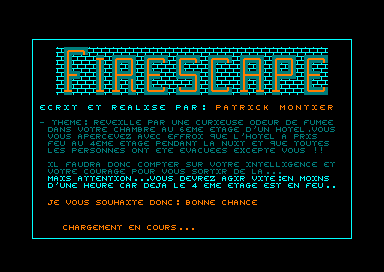 FIRESCAPE
ECRIT ET REALISE PAR: PATRICK MONTIER
- THEME: REVEILLE PAR UNE CURIEUSE ODEUR DE FUMEE
DANS VOTRE CHAMBRE AU 6EME ETAGE D'UN HOTEL.VOUS
VOUS APERCEVEZ AVEC EFFROI QUE L'HOTEL A PRIS
FEU AU 4EME ETAGE PENDANT LA NUIT ET QUE TOUTES
LES PERSONNES ONT ETE EVACUEES EXCEPTE VOUS !!
IL FAUDRA DONC COMPTER SUR VOTRE INTELLIGENCE ET
VOTRE COURAGE POUR VOUS SORTIR DE LA...
MAIS ATTENTION...VOUS DEVREZ AGIR VITE:EN MOINS
D'UNE HEURE CAR DEJA LE 4 EME ETAGE EST EN FEU..
JE VOUS SOUHAITE DONC: BONNE CHANCE
CHARGEMENT EN COURS...